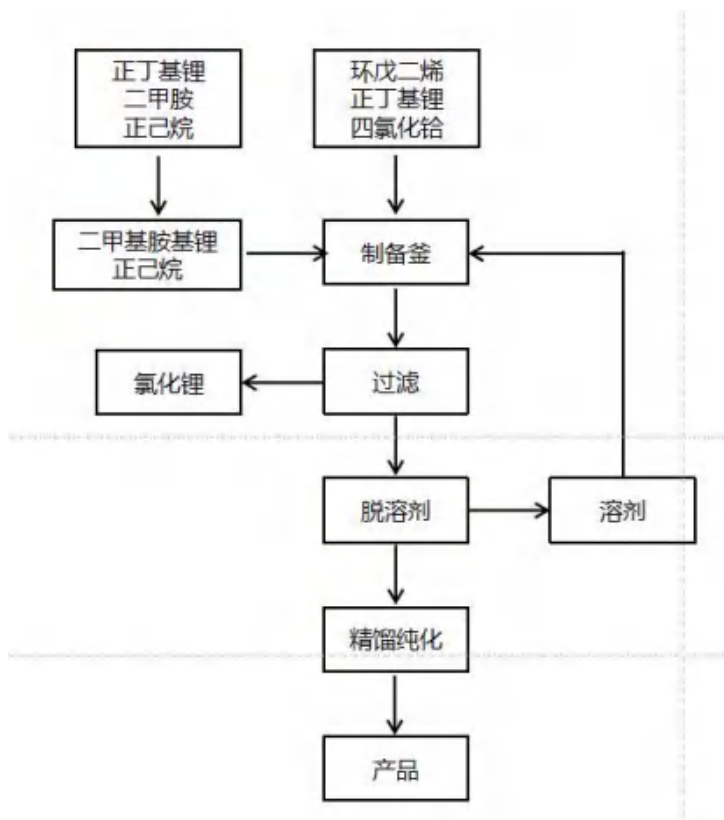 正丁基锂
二甲胺
正己烷
环戊二烯
正丁基锂
四氯化铪
二甲基胺基锂
正己烷
制备釜
氯化锂
过滤
脱溶剂
溶剂
精馏纯化
产品